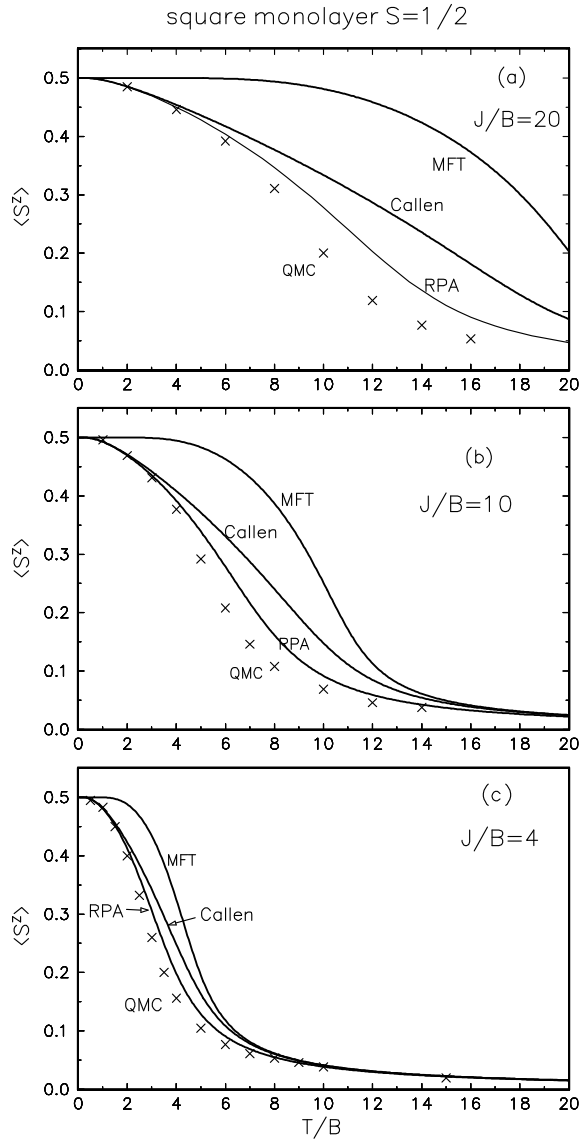 square monolayer S=1/2
(a)
J/B=20
MFT
Callen
RPA
QMC
⟨Sᶻ⟩
0.5
0.4
0.3
0.2
0.1
0.0
0 2 4 6 8 10 12 14 16 18 20
(b)
J/B=10
MFT
Callen
RPA
QMC
⟨Sᶻ⟩
0.5
0.4
0.3
0.2
0.1
0.0
0 2 4 6 8 10 12 14 16 18 20
(c)
J/B=4
MFT
RPA
Callen
QMC
⟨Sᶻ⟩
0.5
0.4
0.3
0.2
0.1
0.0
0 2 4 6 8 10 12 14 16 18 20
T/B